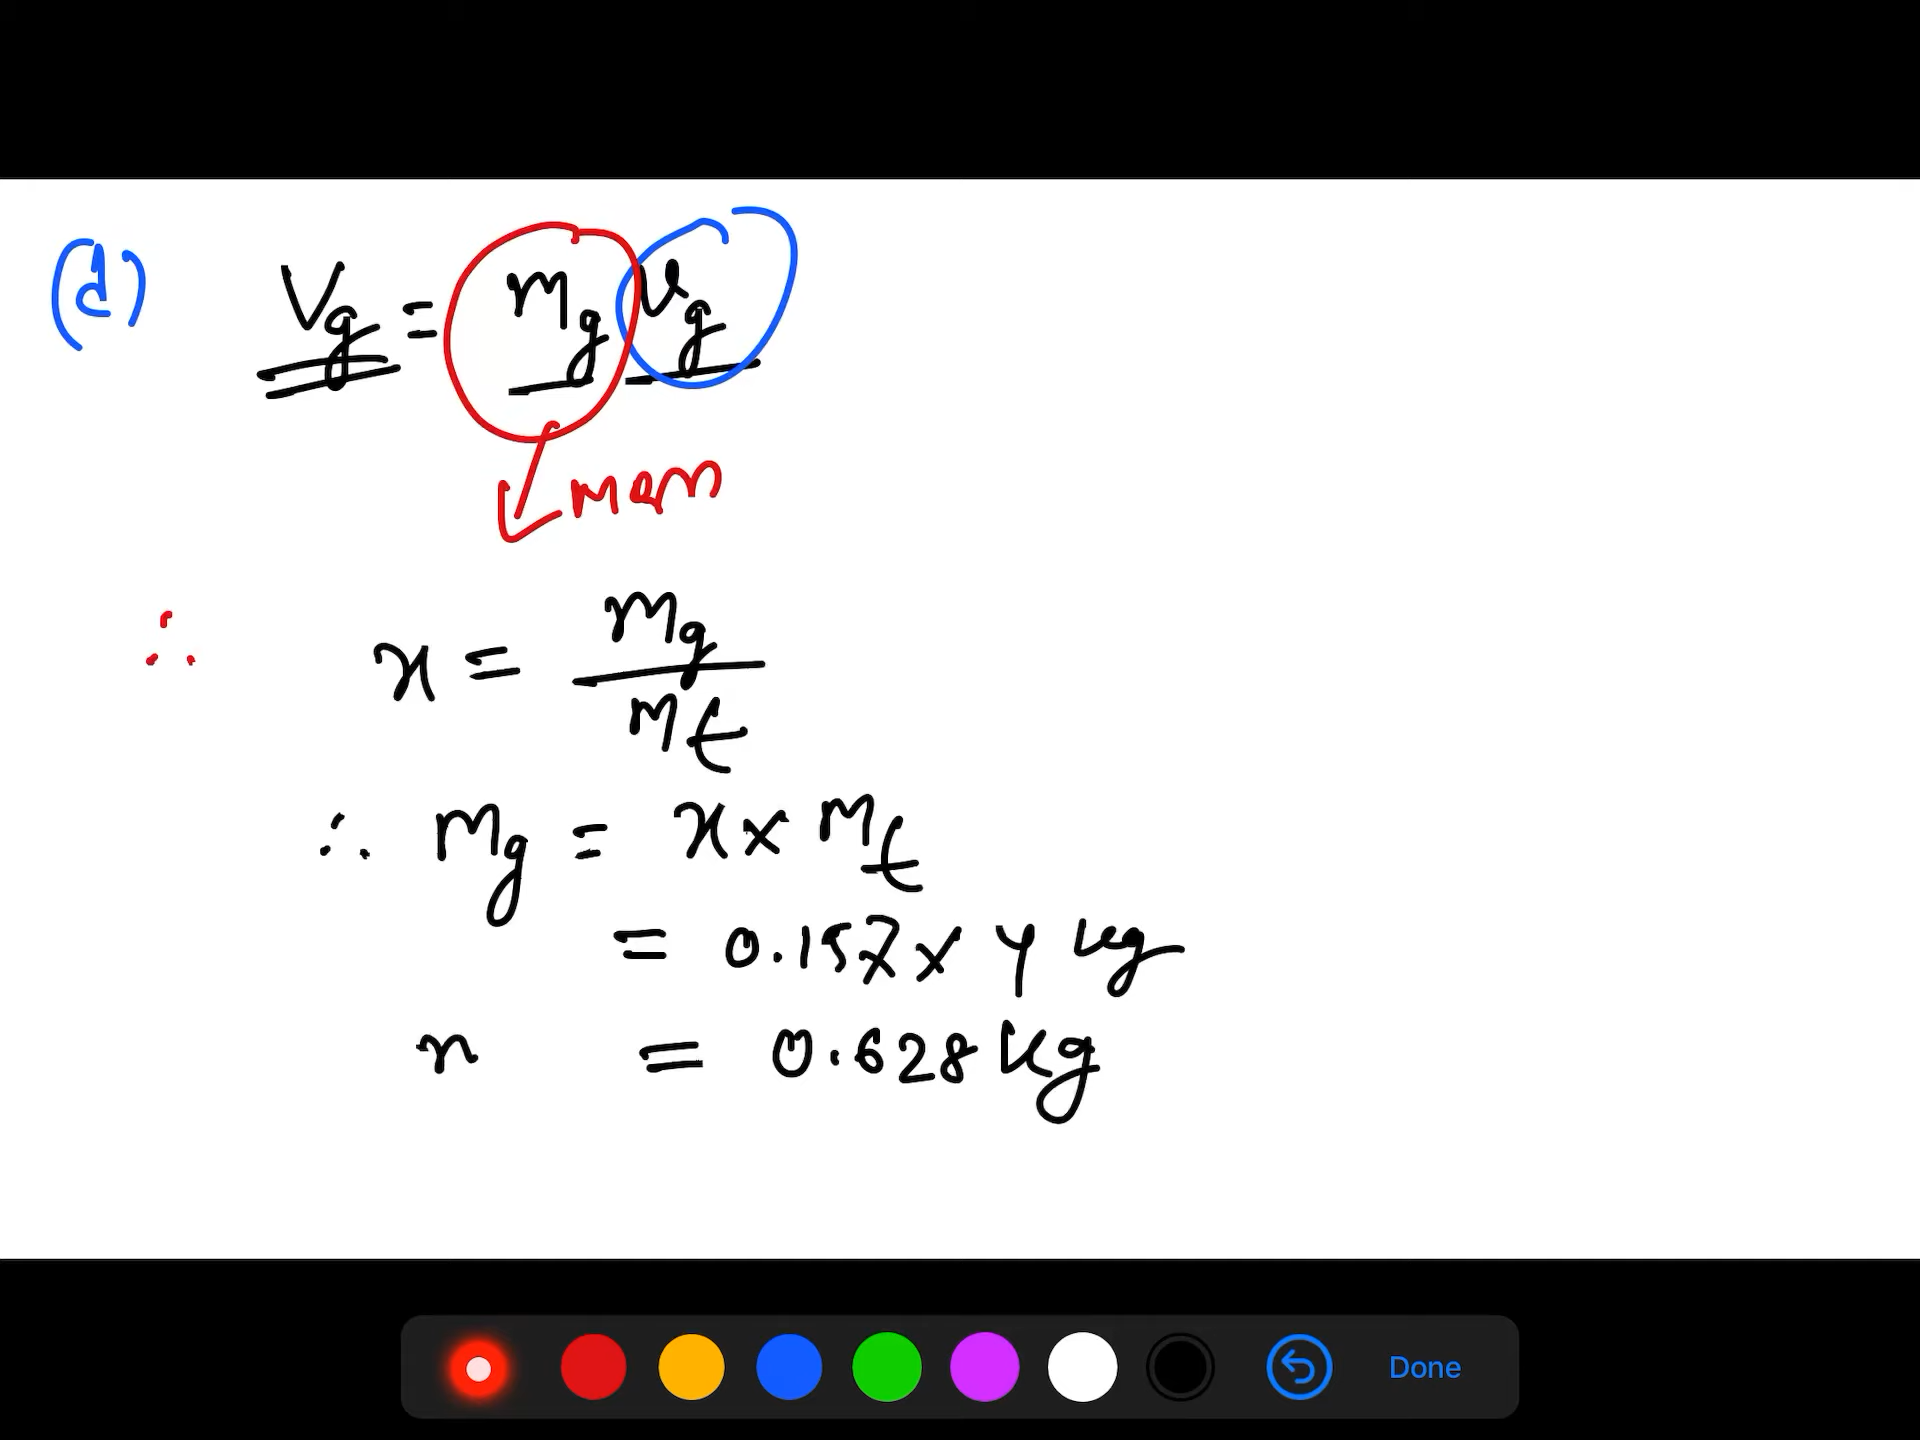 (d) Vg = mg vg
mass
∴ x = mg / mt
∴ mg = x × mt
= 0.157 × 4 kg
n = 0.628 kg
Done